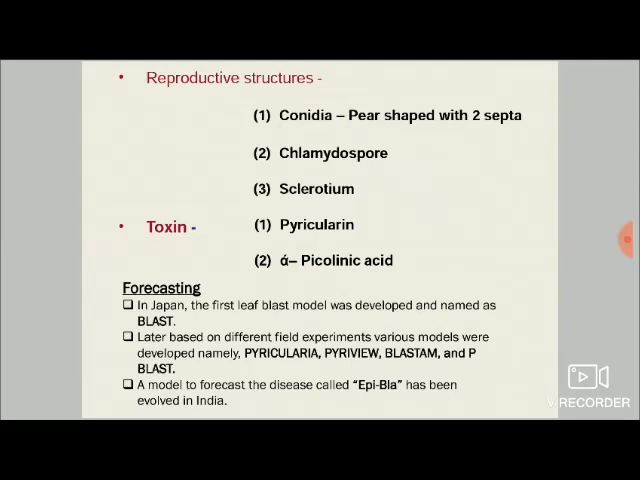 • Reproductive structures -
(1) Conidia – Pear shaped with 2 septa
(2) Chlamydospore
(3) Sclerotium
• Toxin - (1) Pyricularin
(2) ά– Picolinic acid
Forecasting
❑ In Japan, the first leaf blast model was developed and named as
BLAST.
❑ Later based on different field experiments various models were
developed namely, PYRICULARIA, PYRIVIEW, BLASTAM, and P
BLAST.
❑ A model to forecast the disease called “Epi-Bla” has been
evolved in India.
V.RECORDER